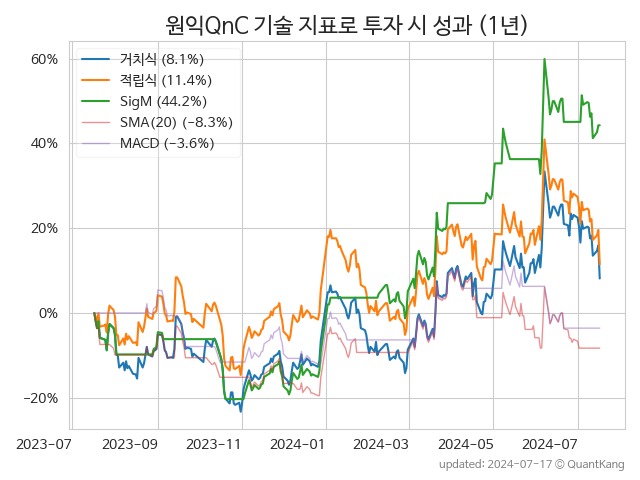 원익QnC 기술 지표로 투자 시 성과 (1년)
거치식 (8.1%)
적립식 (11.4%)
SigM (44.2%)
SMA(20) (−8.3%)
MACD (−3.6%)
60%
40%
20%
0%
−20%
2023-07 2023-09 2023-11 2024-01 2024-03 2024-05 2024-07
updated: 2024-07-17 © QuantKang